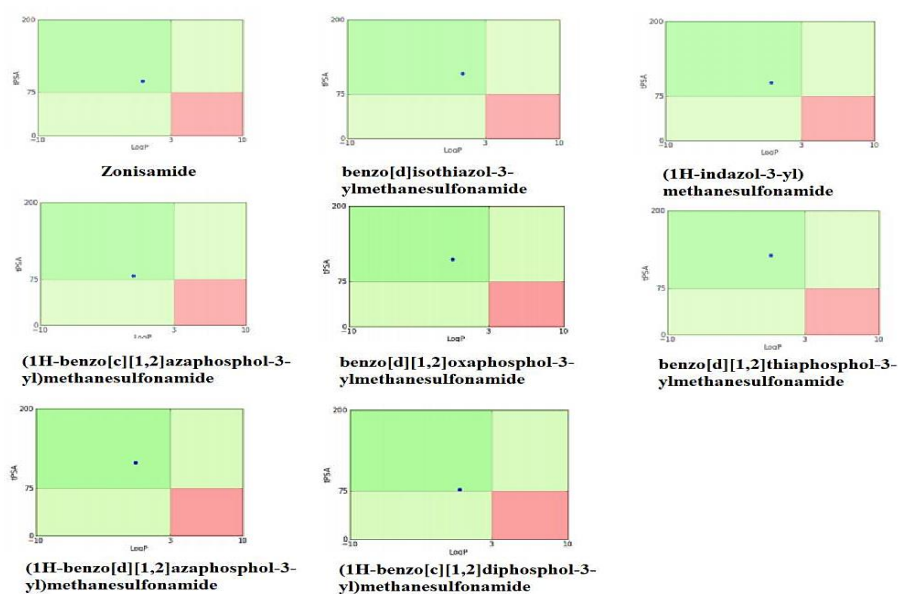 200
tPSA
75
0
-10
LogP
3
10
Zonisamide
200
tPSA
75
0
-10
LogP
3
10
benzo[d]isothiazol-3-
ylmethanesulfonamide
200
tPSA
75
0
-10
LogP
3
10
(1H-indazol-3-yl)
methanesulfonamide
200
tPSA
75
0
-10
LogP
3
10
(1H-benzo[c][1,2]azaphosphol-3-
yl)methanesulfonamide
200
tPSA
75
0
-10
LogP
3
10
benzo[d][1,2]oxaphosphol-3-
ylmethanesulfonamide
200
tPSA
75
0
-10
LogP
3
10
benzo[d][1,2]thiaphosphol-3-
ylmethanesulfonamide
200
tPSA
75
0
-10
LogP
3
10
(1H-benzo[d][1,2]azaphosphol-3-
yl)methanesulfonamide
200
tPSA
75
0
-10
LogP
3
10
(1H-benzo[c][1,2]diphosphol-3-
yl)methanesulfonamide